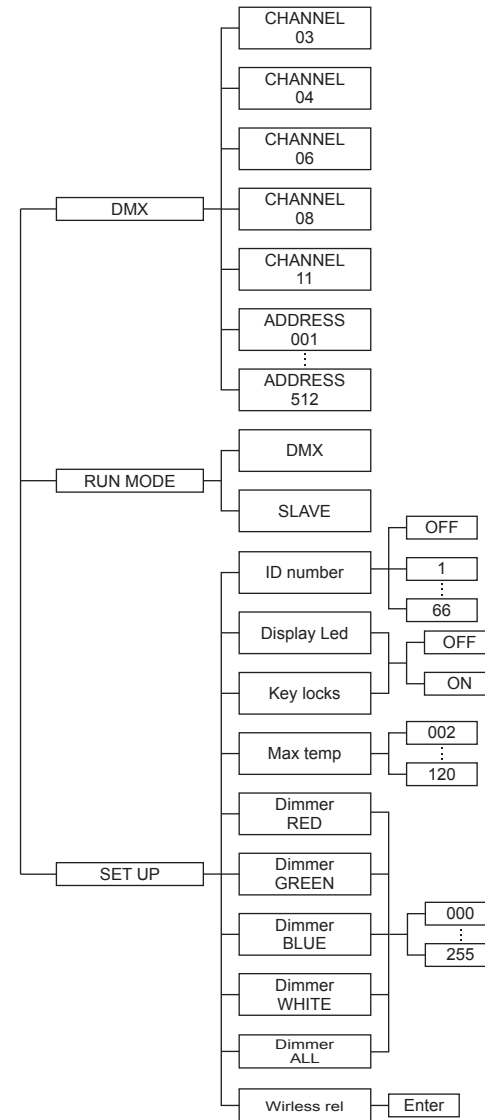 CHANNEL
03
CHANNEL
04
CHANNEL
06
CHANNEL
08
DMX
CHANNEL
11
ADDRESS
001
ADDRESS
512
DMX
RUN MODE
SLAVE
OFF
ID number
1
66
Display Led
OFF
Key locks
ON
002
Max temp
120
Dimmer
RED
SET UP
Dimmer
GREEN
000
Dimmer
BLUE
255
Dimmer
WHITE
Dimmer
ALL
Wirless rel
Enter